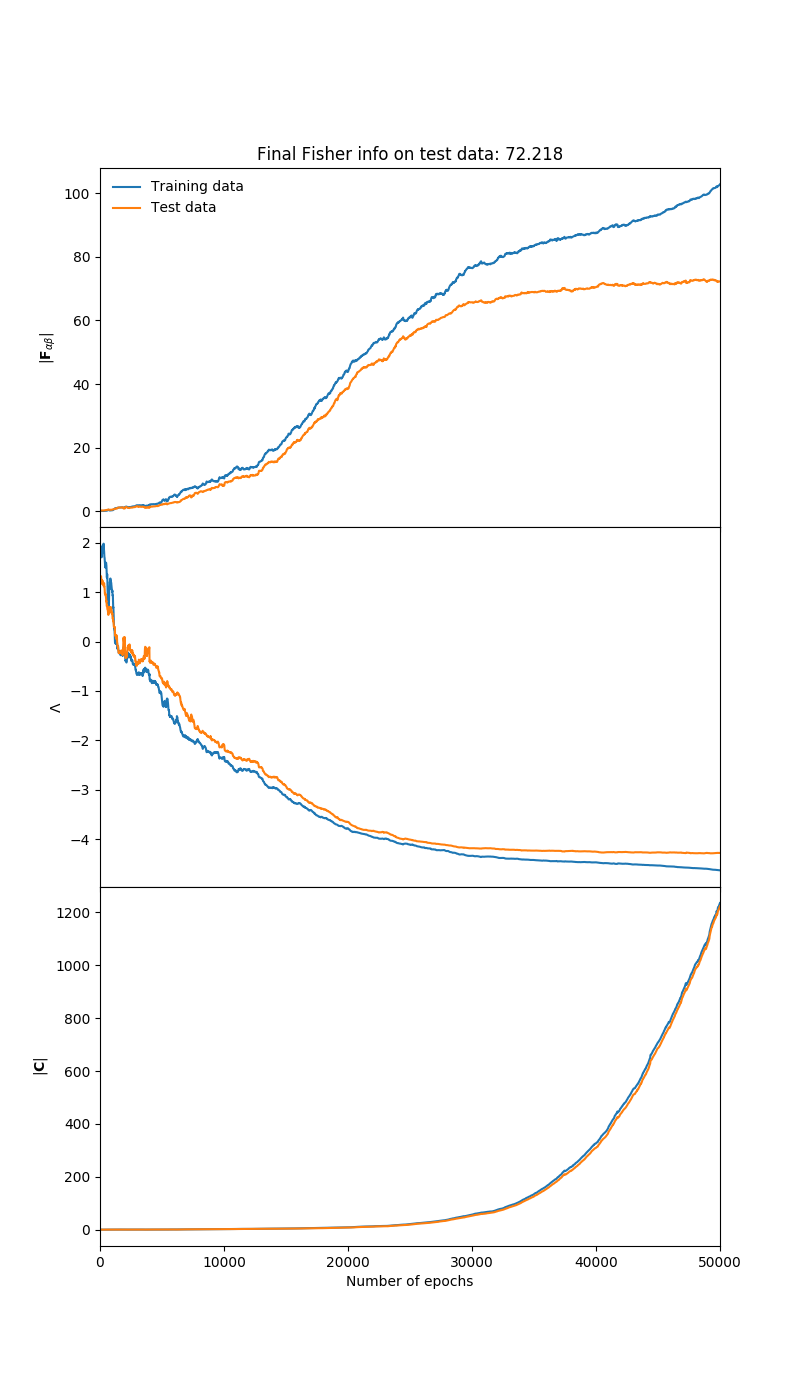 Final Fisher info on test data: 72.218
Training data
Test data
100
80
60
40
20
0
|F_{αβ}|
2
1
0
−1
−2
−3
−4
Λ
1200
1000
800
600
400
200
0
|C|
0 10000 20000 30000 40000 50000
Number of epochs